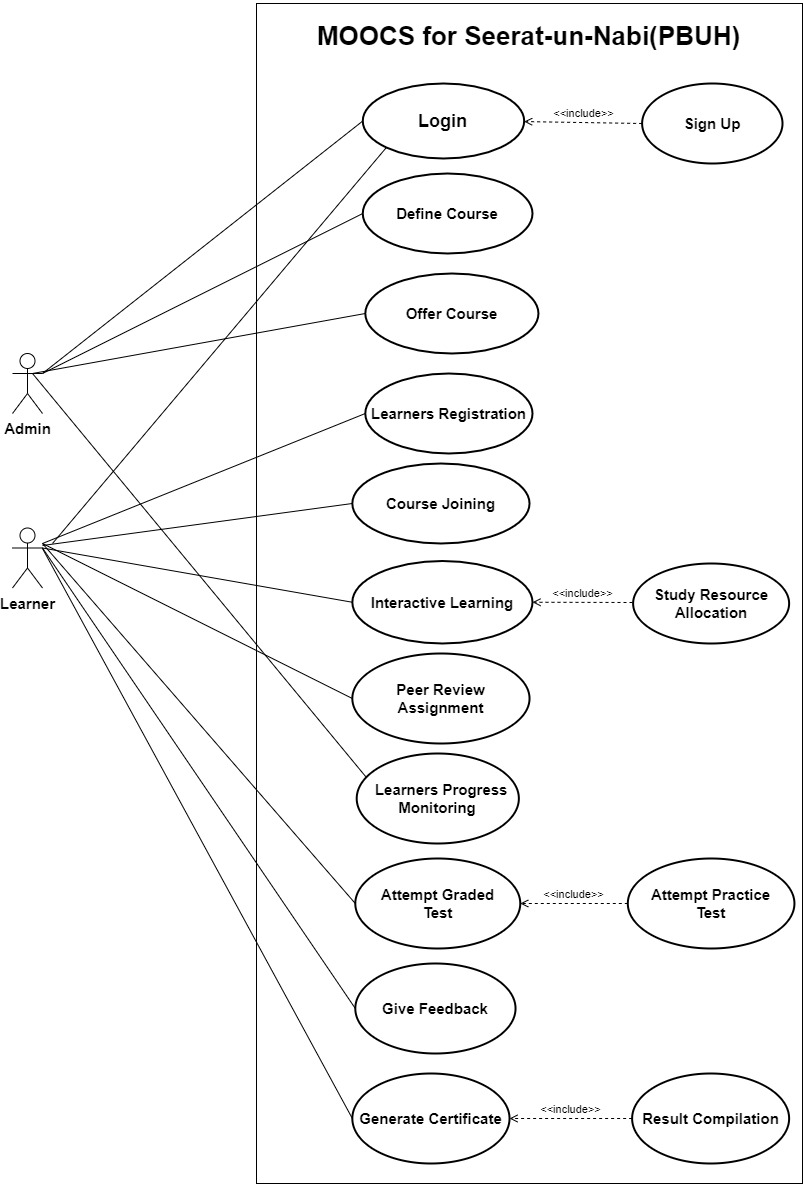 MOOCS for Seerat-un-Nabi(PBUH)
Login
<<include>>
Sign Up
Define Course
Offer Course
Admin
Learners Registration
Course Joining
Learner
Interactive Learning
<<include>>
Study Resource
Allocation
Peer Review
Assignment
Learners Progress
Monitoring
Attempt Graded
Test
<<include>>
Attempt Practice
Test
Give Feedback
Generate Certificate
<<include>>
Result Compilation